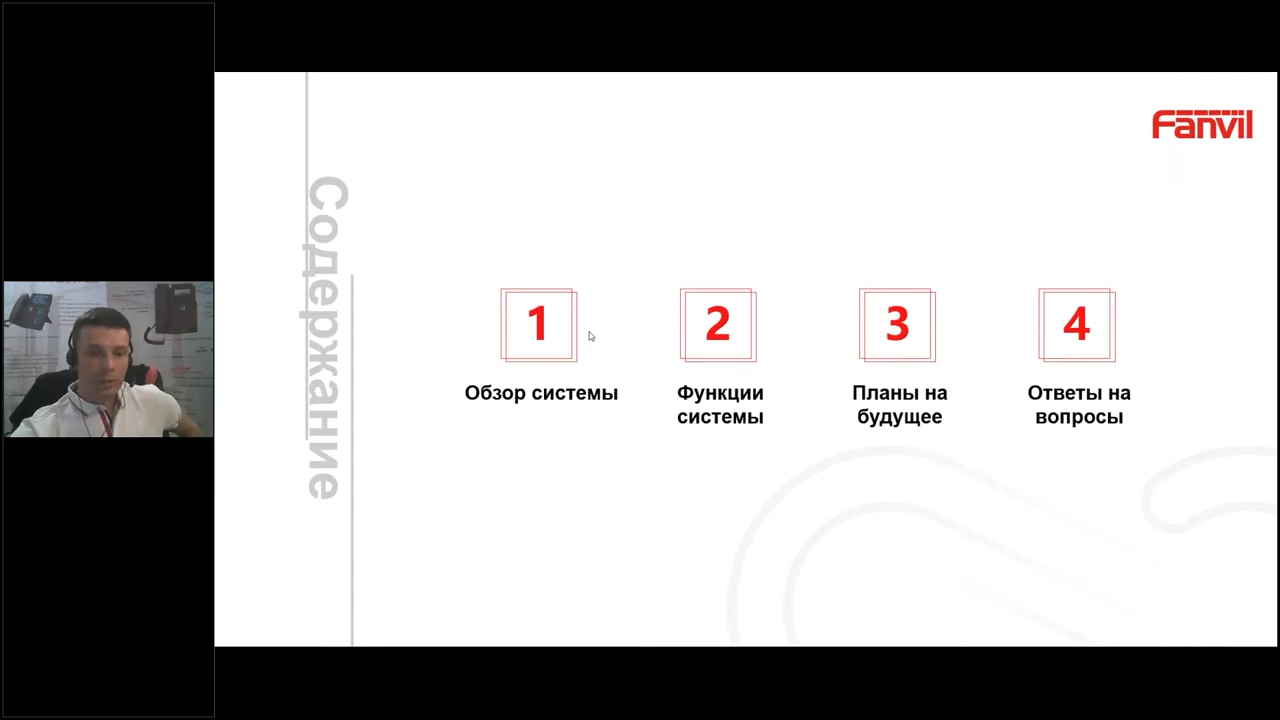 Fanvil
Содержание
1
2
3
4
Обзор системы
Функции
системы
Планы на
будущее
Ответы на
вопросы